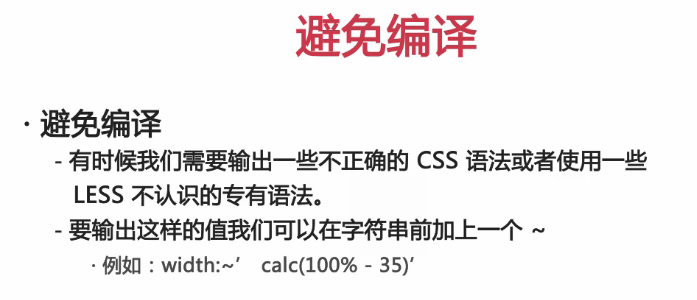 避免编译
· 避免编译
- 有时候我们需要输出一些不正确的 CSS 语法或者使用一些
LESS 不认识的专有语法。
- 要输出这样的值我们可以在字符串前加上一个 ~
· 例如：width:~’ calc(100% - 35)’